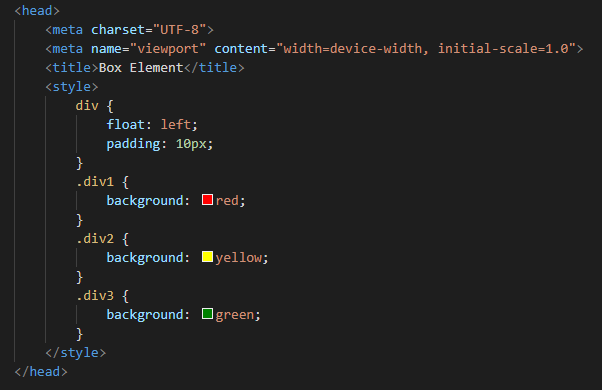 <head>
    <meta charset="UTF-8">
    <meta name="viewport" content="width=device-width, initial-scale=1.0">
    <title>Box Element</title>
    <style>
        div {
            float: left;
            padding: 10px;
        }
        .div1 {
            background: red;
        }
        .div2 {
            background: yellow;
        }
        .div3 {
            background: green;
        }
    </style>
</head>